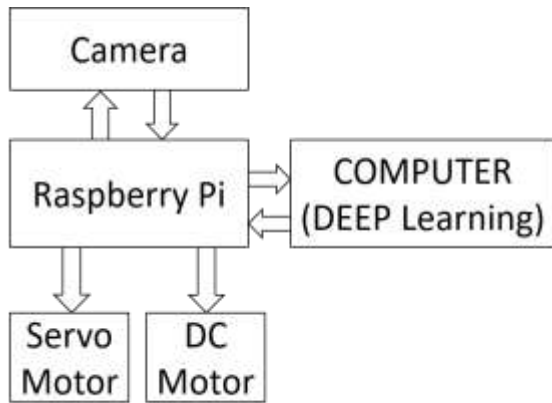 Camera
Raspberry Pi
COMPUTER
(DEEP Learning)
Servo
Motor
DC
Motor